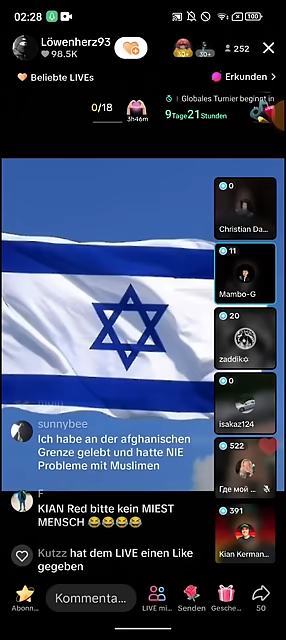 02:28
100
Löwenherz93
98.5K
30+
30+
252
Beliebte LIVEs
Erkunden >
0/18
3h46m
Globales Turnier beginnt in
9Tage21Stunden
0
Christian Da...
11
Mambo-G
20
zaddik
0
isakaz124
522
Где мой ...
391
Kian Kerman...
sunnybee
Ich habe an der afghanischen
Grenze gelebt und hatte NIE
Probleme mit Muslimen
F
KIAN Red bitte kein MIEST
MENSCH 😂😂😂😂
Kutzz hat dem LIVE einen Like
gegeben
Abonn...
Kommenta...
LIVE mi...
Senden
Gesche...
50